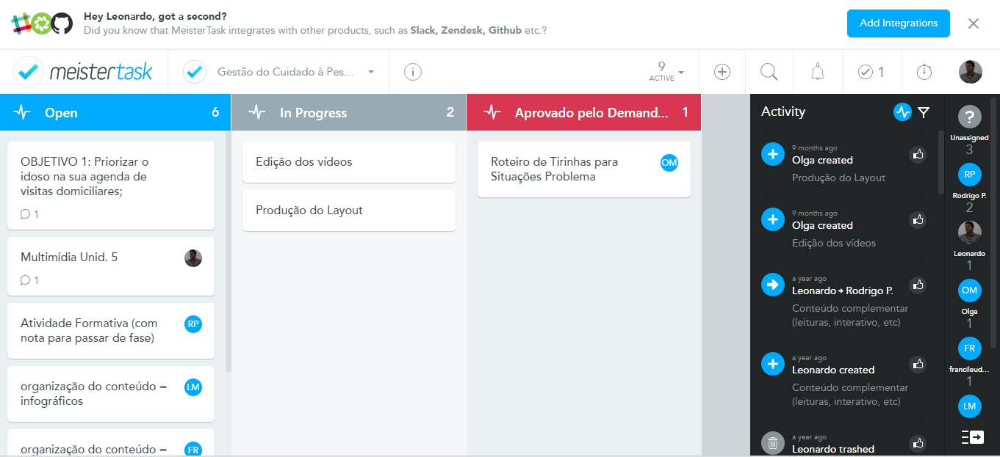 Hey Leonardo, got a second?
Did you know that MeisterTask integrates with other products, such as Slack, Zendesk, Github etc.?
Add Integrations
meistertask
Gestão do Cuidado à Pes...
9
ACTIVE
1
Open 6
OBJETIVO 1: Priorizar o
idoso na sua agenda de
visitas domiciliares;
1
Multimídia Unid. 5
1
Atividade Formativa (com
nota para passar de fase)
RP
organização do conteúdo =
infográficos
LM
organização do conteúdo =
FR
In Progress 2
Edição dos vídeos
Produção do Layout
Aprovado pelo Demand... 1
Roteiro de Tirinhas para
Situações Problema
OM
Activity
9 months ago
Olga created
Produção do Layout
9 months ago
Olga created
Edição dos vídeos
a year ago
Leonardo → Rodrigo P.
Conteúdo complementar
(leituras, interativo, etc)
a year ago
Leonardo created
Conteúdo complementar
(leituras, interativo, etc)
a year ago
Leonardo trashed
?
Unassigned
3
RP
Rodrigo P.
2
Leonardo
1
OM
Olga
1
FR
francileud...
1
LM